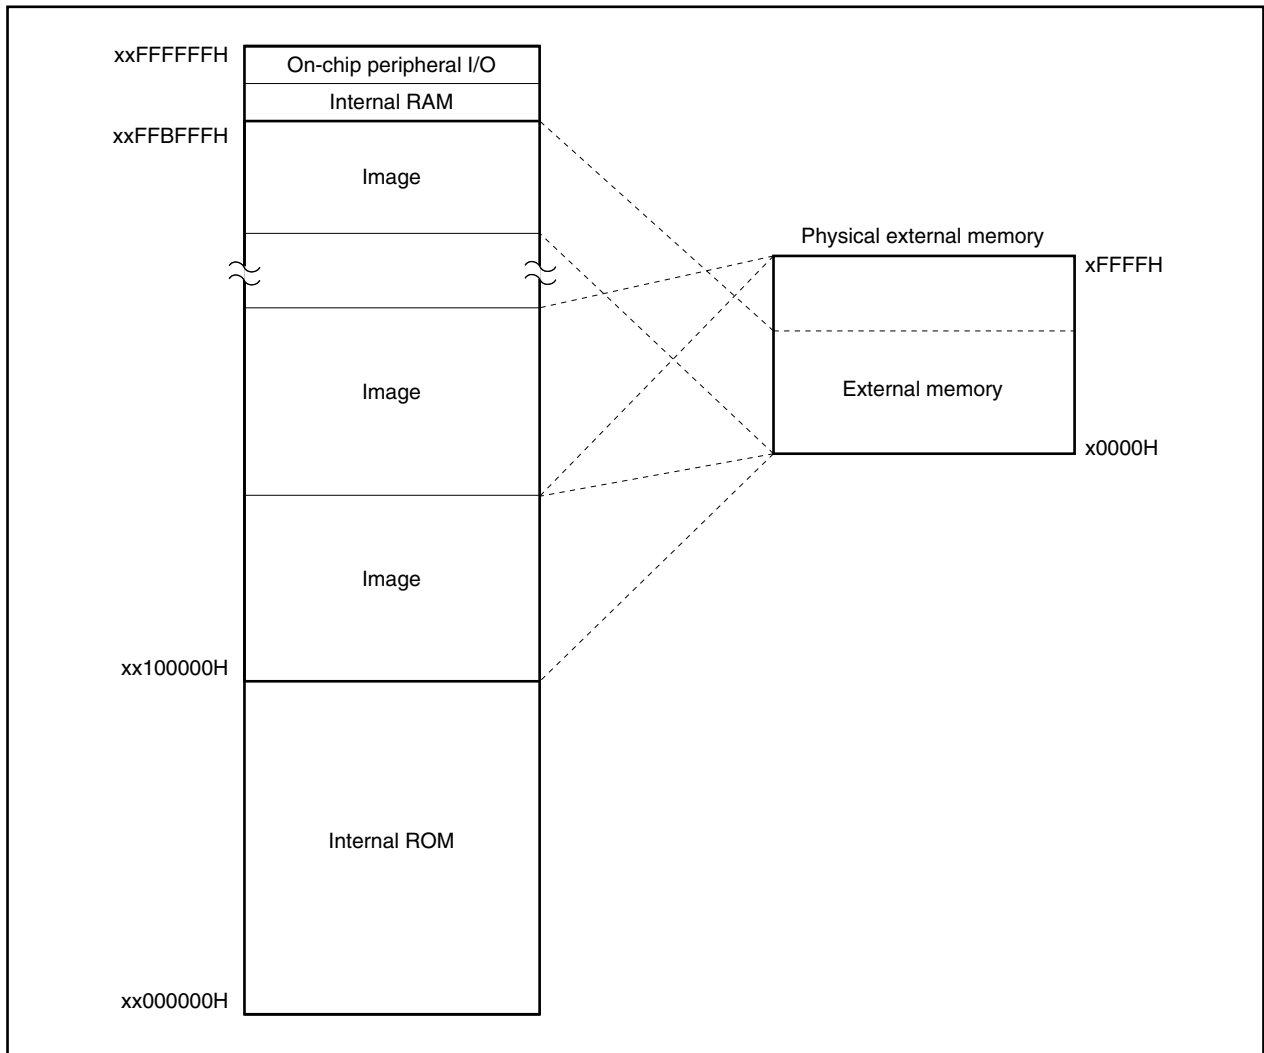 xxFFFFFFH
On-chip peripheral I/O
Internal RAM
xxFFBFFFH
Image
Physical external memory
xFFFFH
Image
External memory
x0000H
Image
xx100000H
Internal ROM
xx000000H